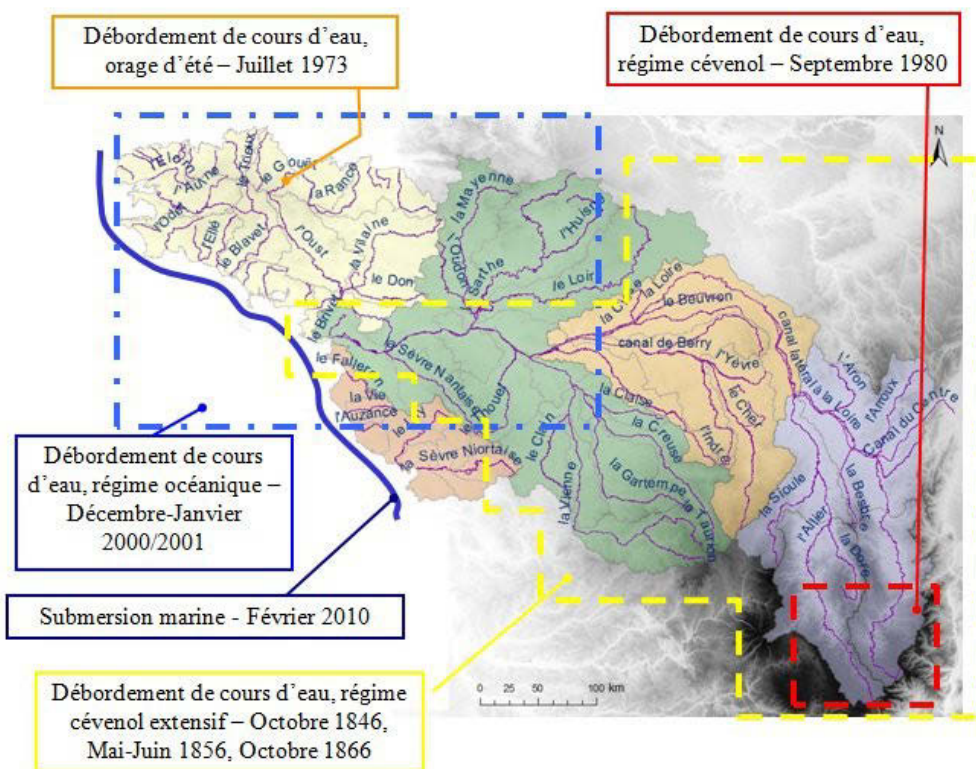 Débordement de cours d'eau,
orage d'été – Juillet 1973
Débordement de cours d'eau,
régime cévenol – Septembre 1980
N
l'Elorn
l'Aulne
le Trieux
le Gouët
la Rance
l'Odet
l'Ellé
le Blavet
l'Oust
la Vilaine
le Don
la Mayenne
l'Oudon
Sarthe
l'Huisne
le Loir
le Brivet
la Cisse
la Loire
le Beuvron
canal de Berry
l'Yèvre
le Cher
l'Indre
canal latéral à la Loire
l'Aron
l'Arroux
Canal du Centre
le Falleron
la Sèvre Nantaise
la Vie
l'Auzance
le Lay
le Thouet
la Sèvre Niortaise
le Clain
la Vienne
la Claise
la Creuse
la Gartempe
le Taurion
la Sioule
l'Allier
la Besbre
la Dore
Débordement de cours
d'eau, régime océanique –
Décembre-Janvier
2000/2001
Submersion marine - Février 2010
Débordement de cours d'eau, régime
cévenol extensif – Octobre 1846,
Mai-Juin 1856, Octobre 1866
0 25 50 100 km